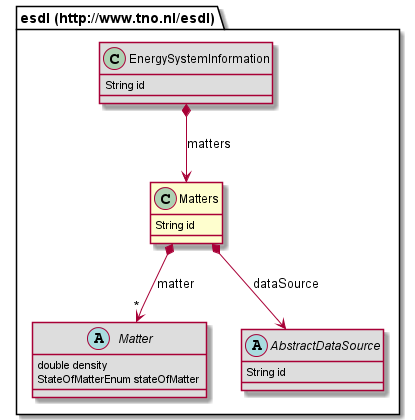 esdl (http://www.tno.nl/esdl)
C EnergySystemInformation
String id
matters
C Matters
String id
matter
dataSource
*
A Matter
double density
StateOfMatterEnum stateOfMatter
A AbstractDataSource
String id